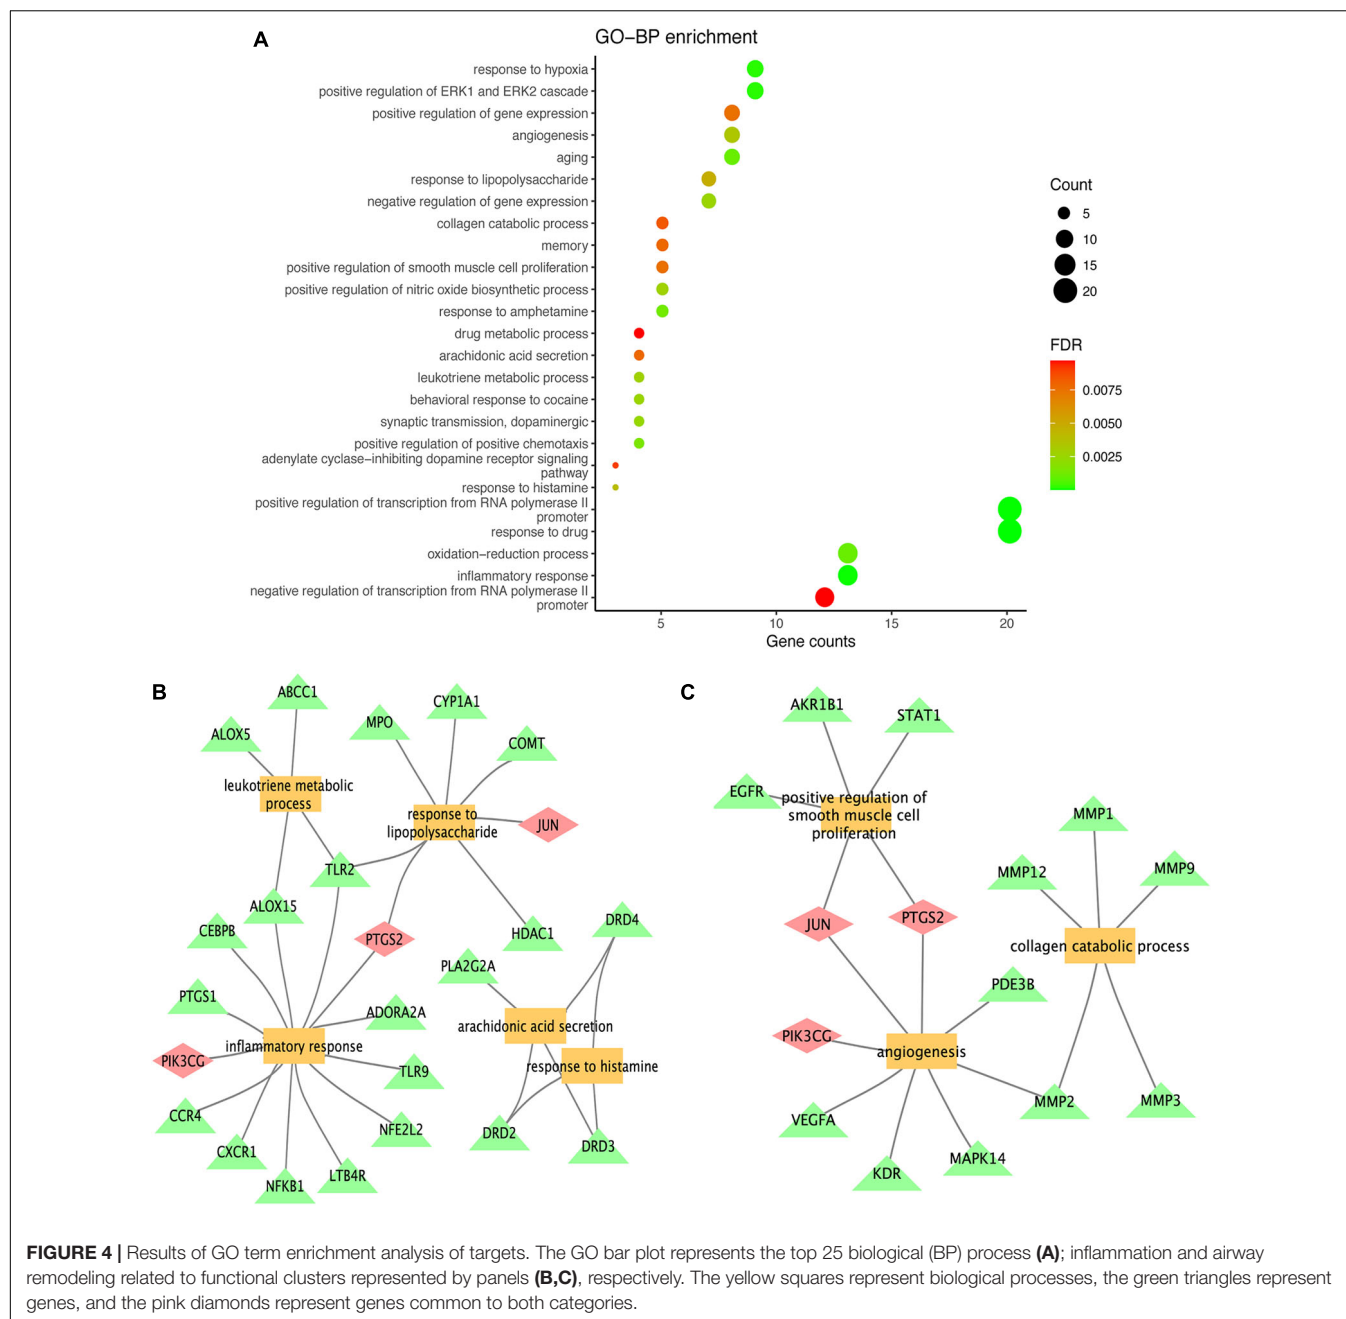 A
GO−BP enrichment
response to hypoxia
positive regulation of ERK1 and ERK2 cascade
positive regulation of gene expression
angiogenesis
aging
response to lipopolysaccharide
negative regulation of gene expression
collagen catabolic process
memory
positive regulation of smooth muscle cell proliferation
positive regulation of nitric oxide biosynthetic process
response to amphetamine
drug metabolic process
arachidonic acid secretion
leukotriene metabolic process
behavioral response to cocaine
synaptic transmission, dopaminergic
positive regulation of positive chemotaxis
adenylate cyclase−inhibiting dopamine receptor signaling
pathway
response to histamine
positive regulation of transcription from RNA polymerase II
promoter
response to drug
oxidation−reduction process
inflammatory response
negative regulation of transcription from RNA polymerase II
promoter
5 10 15 20
Gene counts
Count
5
10
15
20
FDR
0.0075
0.0050
0.0025
B
ABCC1
ALOX5
MPO
CYP1A1
COMT
leukotriene metabolic
process
response to
lipopolysaccharide
JUN
TLR2
ALOX15
CEBPB
PTGS2
HDAC1
DRD4
PLA2G2A
PTGS1
ADORA2A
arachidonic acid secretion
inflammatory response
PIK3CG
response to histamine
TLR9
CCR4
NFE2L2
DRD2
DRD3
CXCR1
LTB4R
NFKB1
C
AKR1B1
STAT1
EGFR
positive regulation of
smooth muscle cell
proliferation
MMP1
MMP12
MMP9
JUN
PTGS2
collagen catabolic process
PDE3B
PIK3CG
angiogenesis
MMP2
MMP3
VEGFA
MAPK14
KDR
FIGURE 4 | Results of GO term enrichment analysis of targets. The GO bar plot represents the top 25 biological (BP) process (A); inflammation and airway
remodeling related to functional clusters represented by panels (B,C), respectively. The yellow squares represent biological processes, the green triangles represent
genes, and the pink diamonds represent genes common to both categories.